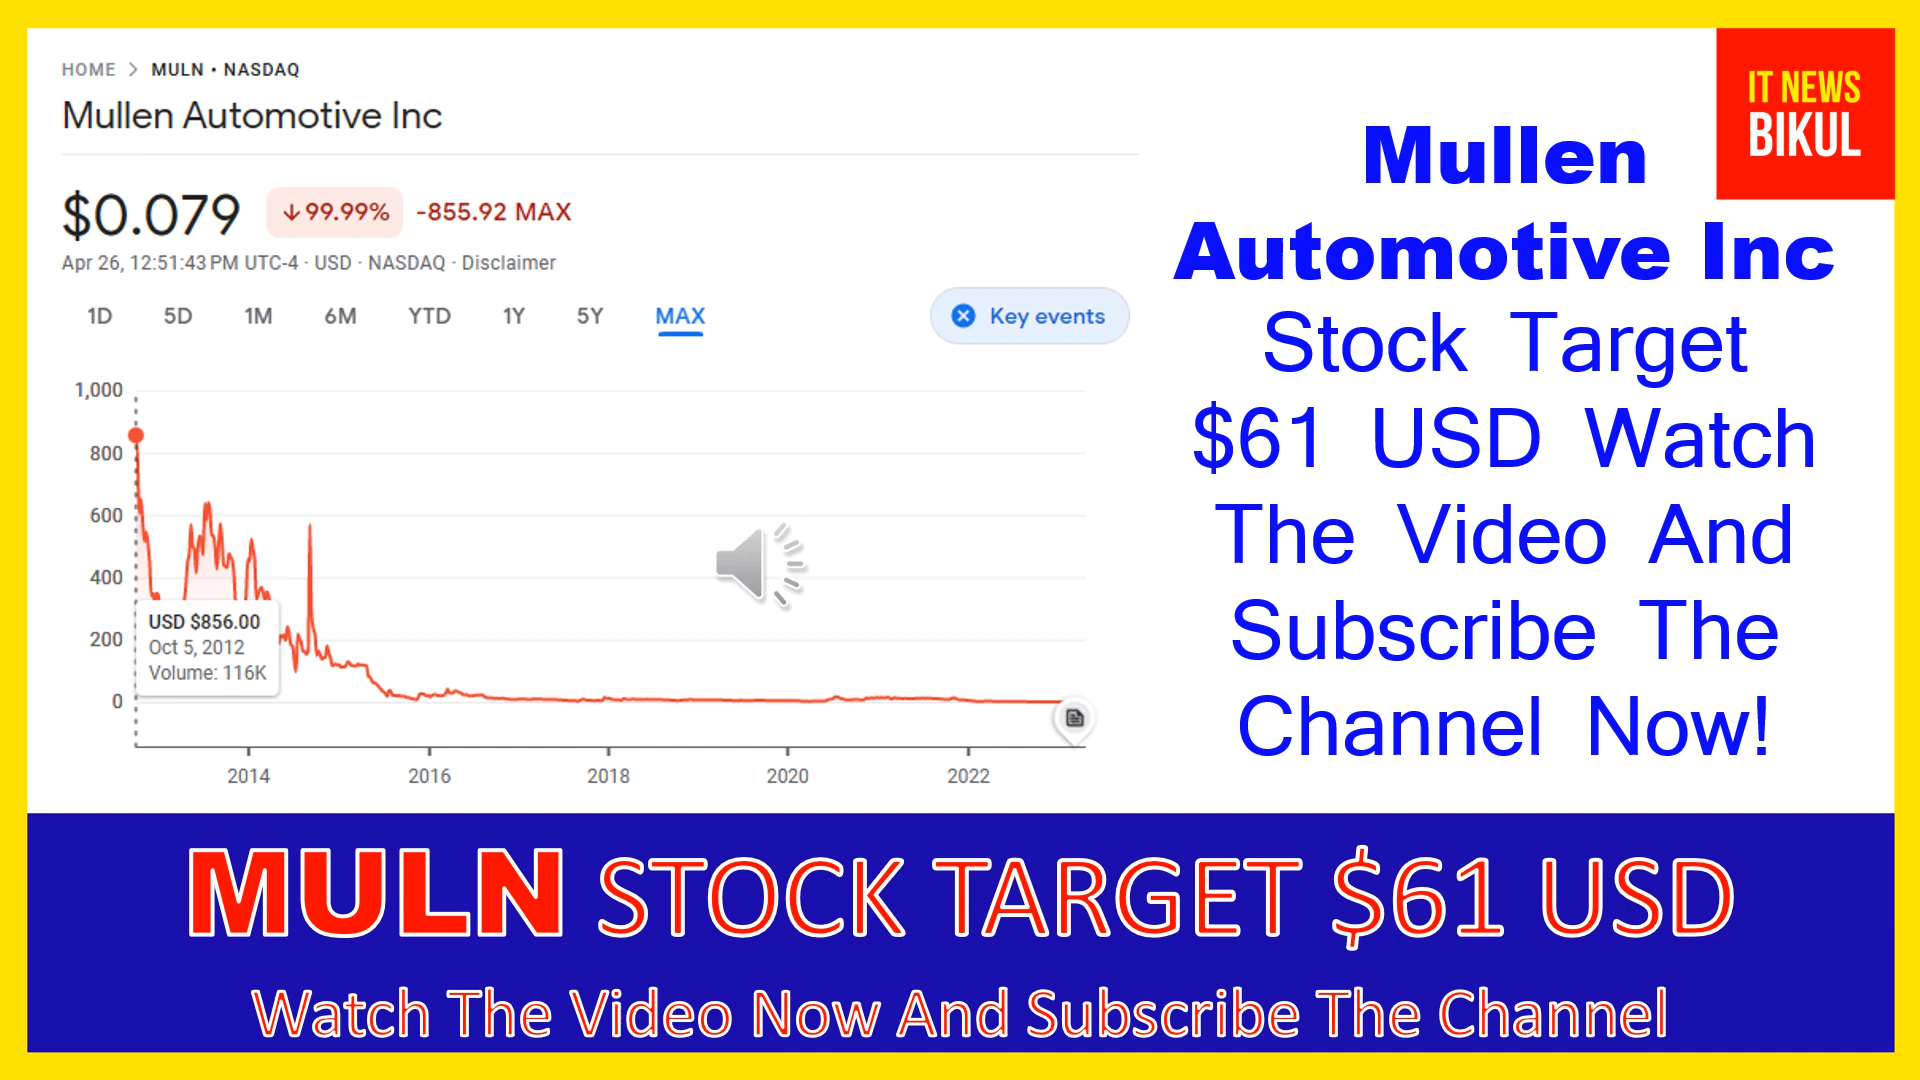 HOME > MULN • NASDAQ
Mullen Automotive Inc
$0.079 ↓99.99% -855.92 MAX
Apr 26, 12:51:43 PM UTC-4 · USD · NASDAQ · Disclaimer
1D 5D 1M 6M YTD 1Y 5Y MAX Key events
1,000
800
600
400
200
0
USD $856.00
Oct 5, 2012
Volume: 116K
2014 2016 2018 2020 2022
IT NEWS
BIKUL
Mullen
Automotive Inc
Stock Target
$61 USD Watch
The Video And
Subscribe The
Channel Now!
MULN STOCK TARGET $61 USD
Watch The Video Now And Subscribe The Channel